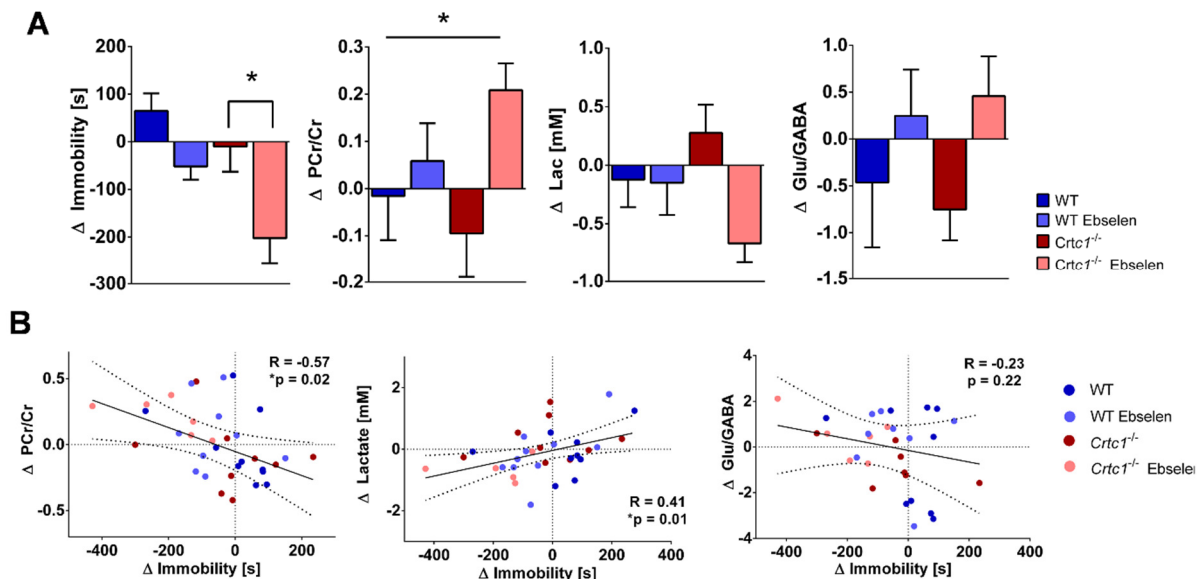 A
Δ Immobility [s]
200
100
0
-100
-200
-300
*
Δ PCr/Cr
0.3
0.2
0.1
0.0
-0.1
-0.2
*
Δ Lac [mM]
1.0
0.5
0.0
-0.5
-1.0
Δ Glu/GABA
1.0
0.5
0.0
-0.5
-1.0
-1.5
WT
WT Ebselen
Crtc1-/-
Crtc1-/- Ebselen
B
Δ PCr/Cr
0.5
0.0
-0.5
R = -0.57
*p = 0.02
-400 -200 0 200
Δ Immobility [s]
Δ Lactate [mM]
2
0
-2
R = 0.41
*p = 0.01
-400 -200 0 200 400
Δ Immobility [s]
Δ Glu/GABA
4
2
0
-2
-4
R = -0.23
p = 0.22
-400 -200 0 200 400
Δ Immobility [s]
WT
WT Ebselen
Crtc1-/-
Crtc1-/- Ebselen